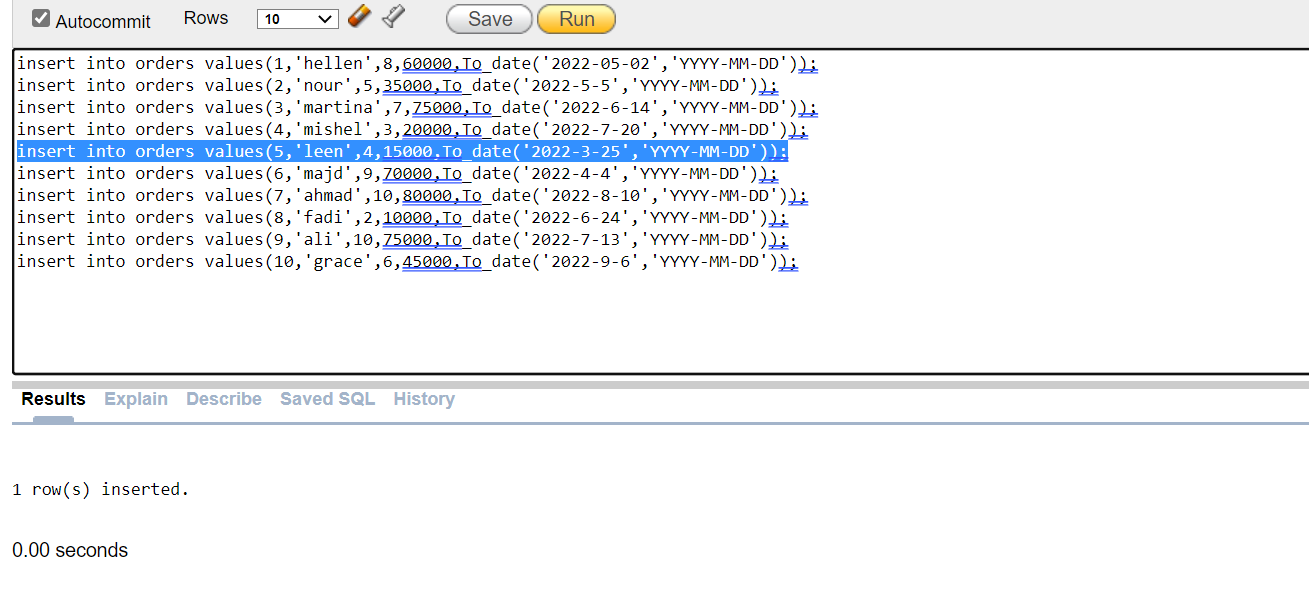 Autocommit Rows 10 Save Run
insert into orders values(1,'hellen',8,60000,To_date('2022-05-02','YYYY-MM-DD'));
insert into orders values(2,'nour',5,35000,To_date('2022-5-5','YYYY-MM-DD'));
insert into orders values(3,'martina',7,75000,To_date('2022-6-14','YYYY-MM-DD'));
insert into orders values(4,'mishel',3,20000,To_date('2022-7-20','YYYY-MM-DD'));
insert into orders values(5,'leen',4,15000,To_date('2022-3-25','YYYY-MM-DD'));
insert into orders values(6,'majd',9,70000,To_date('2022-4-4','YYYY-MM-DD'));
insert into orders values(7,'ahmad',10,80000,To_date('2022-8-10','YYYY-MM-DD'));
insert into orders values(8,'fadi',2,10000,To_date('2022-6-24','YYYY-MM-DD'));
insert into orders values(9,'ali',10,75000,To_date('2022-7-13','YYYY-MM-DD'));
insert into orders values(10,'grace',6,45000,To_date('2022-9-6','YYYY-MM-DD'));
Results Explain Describe Saved SQL History
1 row(s) inserted.
0.00 seconds